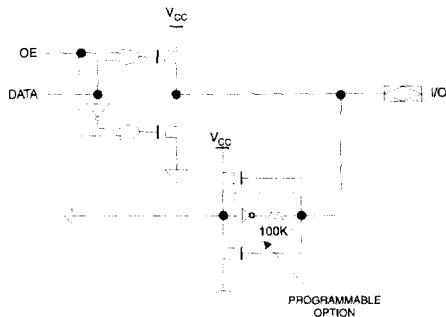 VCC
OE
DATA
I/O
VCC
100K
PROGRAMMABLE
OPTION